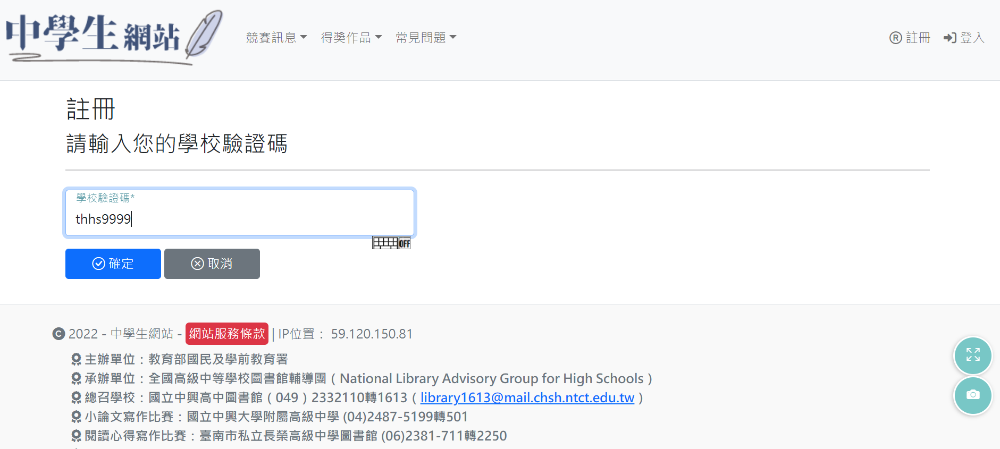 中學生網站
競賽訊息 得獎作品 常見問題
® 註冊 登入
註冊
請輸入您的學校驗證碼
學校驗證碼*
thhs9999
OFF
確定 取消
© 2022 - 中學生網站 - 網站服務條款 | IP位置： 59.120.150.81
主辦單位：教育部國民及學前教育署
承辦單位：全國高級中等學校圖書館輔導團 ( National Library Advisory Group for High Schools )
總召學校：國立中興高中圖書館 ( 049 ) 2332110轉1613 ( library1613@mail.chsh.ntct.edu.tw )
小論文寫作比賽：國立中興大學附屬高級中學 (04)2487-5199轉501
閱讀心得寫作比賽：臺南市私立長榮高級中學圖書館 (06)2381-711轉2250